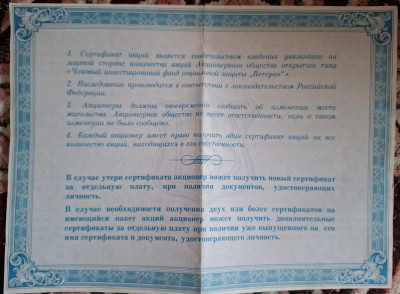 1. Сертификат акций является свидетельством владения указанного на
лицевой стороне количества акций Акционерного общества открытого типа
«Чековый инвестиционный фонд социальной защиты „Ветеран“».
2. Наследование производится в соответствии с законодательством Российской
Федерации.
3. Акционеры должны своевременно сообщать об изменении места
жительства. Акционерное общество не несет ответственности, если о таком
изменении не было сообщено.
4. Каждый акционер имеет право получить один сертификат акций на все
количество акций, находящихся в его собственности.
В случае утери сертификата акционер может получить новый сертификат
за отдельную плату, при наличии документов, удостоверяющих
личность.
В случае необходимости получения двух или более сертификатов на
имеющийся пакет акций акционер может получить дополнительные
сертификаты за отдельную плату при наличии уже выпущенного на его
имя сертификата и документа, удостоверяющего личность.